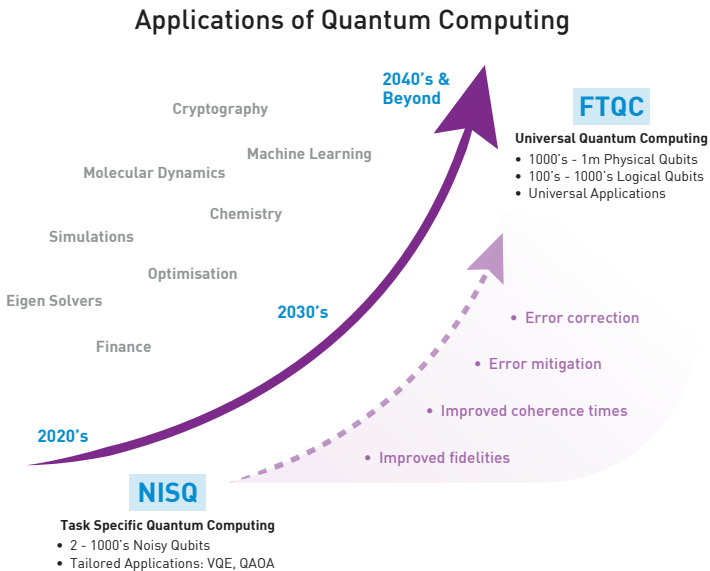 Applications of Quantum Computing
2040's &
Beyond
FTQC
Universal Quantum Computing
• 1000's - 1m Physical Qubits
• 100's - 1000's Logical Qubits
• Universal Applications
Cryptography
Machine Learning
Molecular Dynamics
Chemistry
Simulations
Optimisation
Eigen Solvers
2030's
Finance
• Error correction
• Error mitigation
• Improved coherence times
• Improved fidelities
2020's
NISQ
Task Specific Quantum Computing
• 2 - 1000's Noisy Qubits
• Tailored Applications: VQE, QAOA